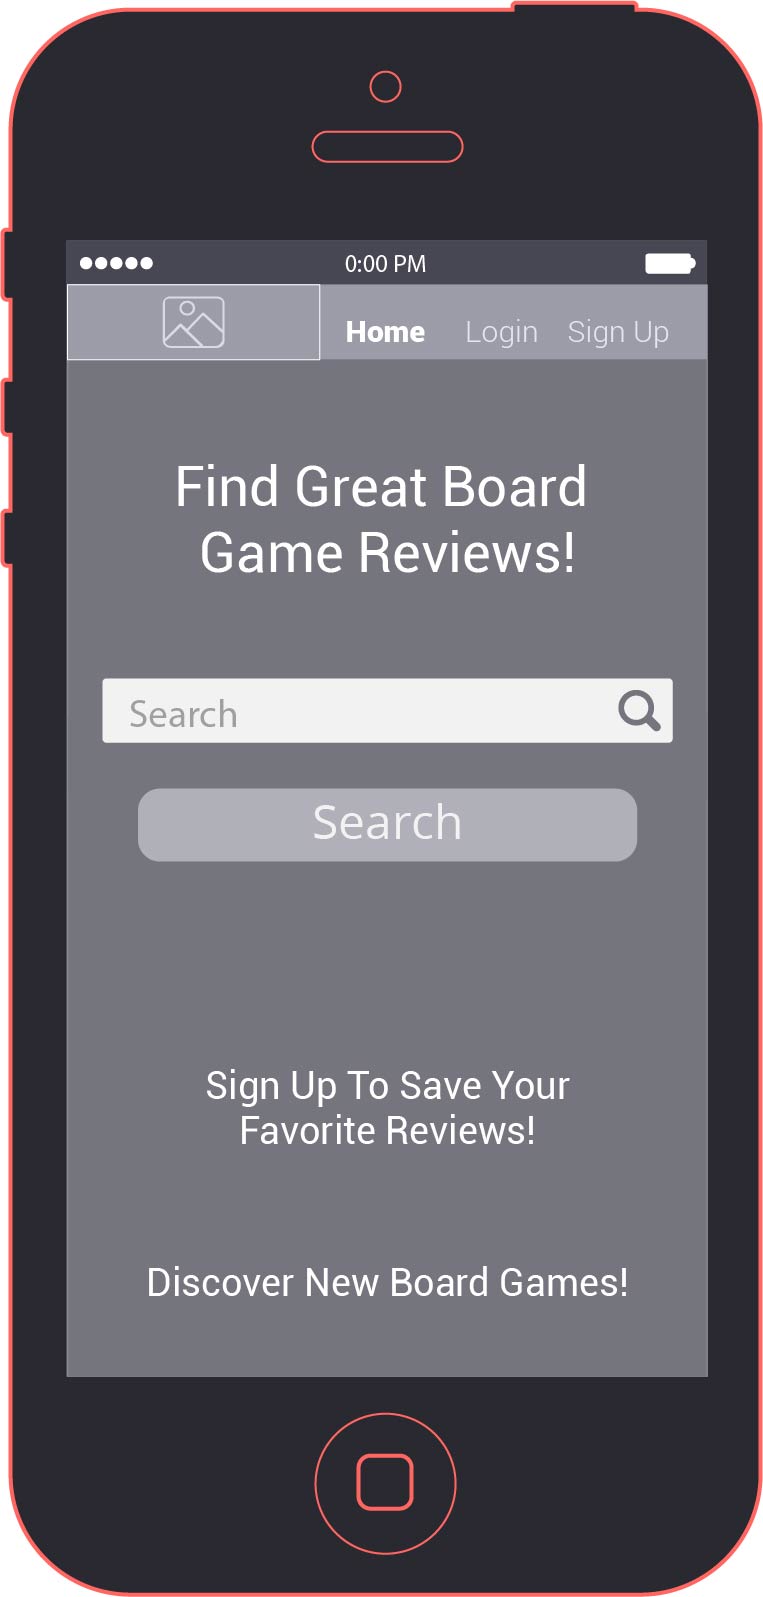 0:00 PM
Home Login Sign Up
Find Great Board
Game Reviews!
Search
Search
Sign Up To Save Your
Favorite Reviews!
Discover New Board Games!